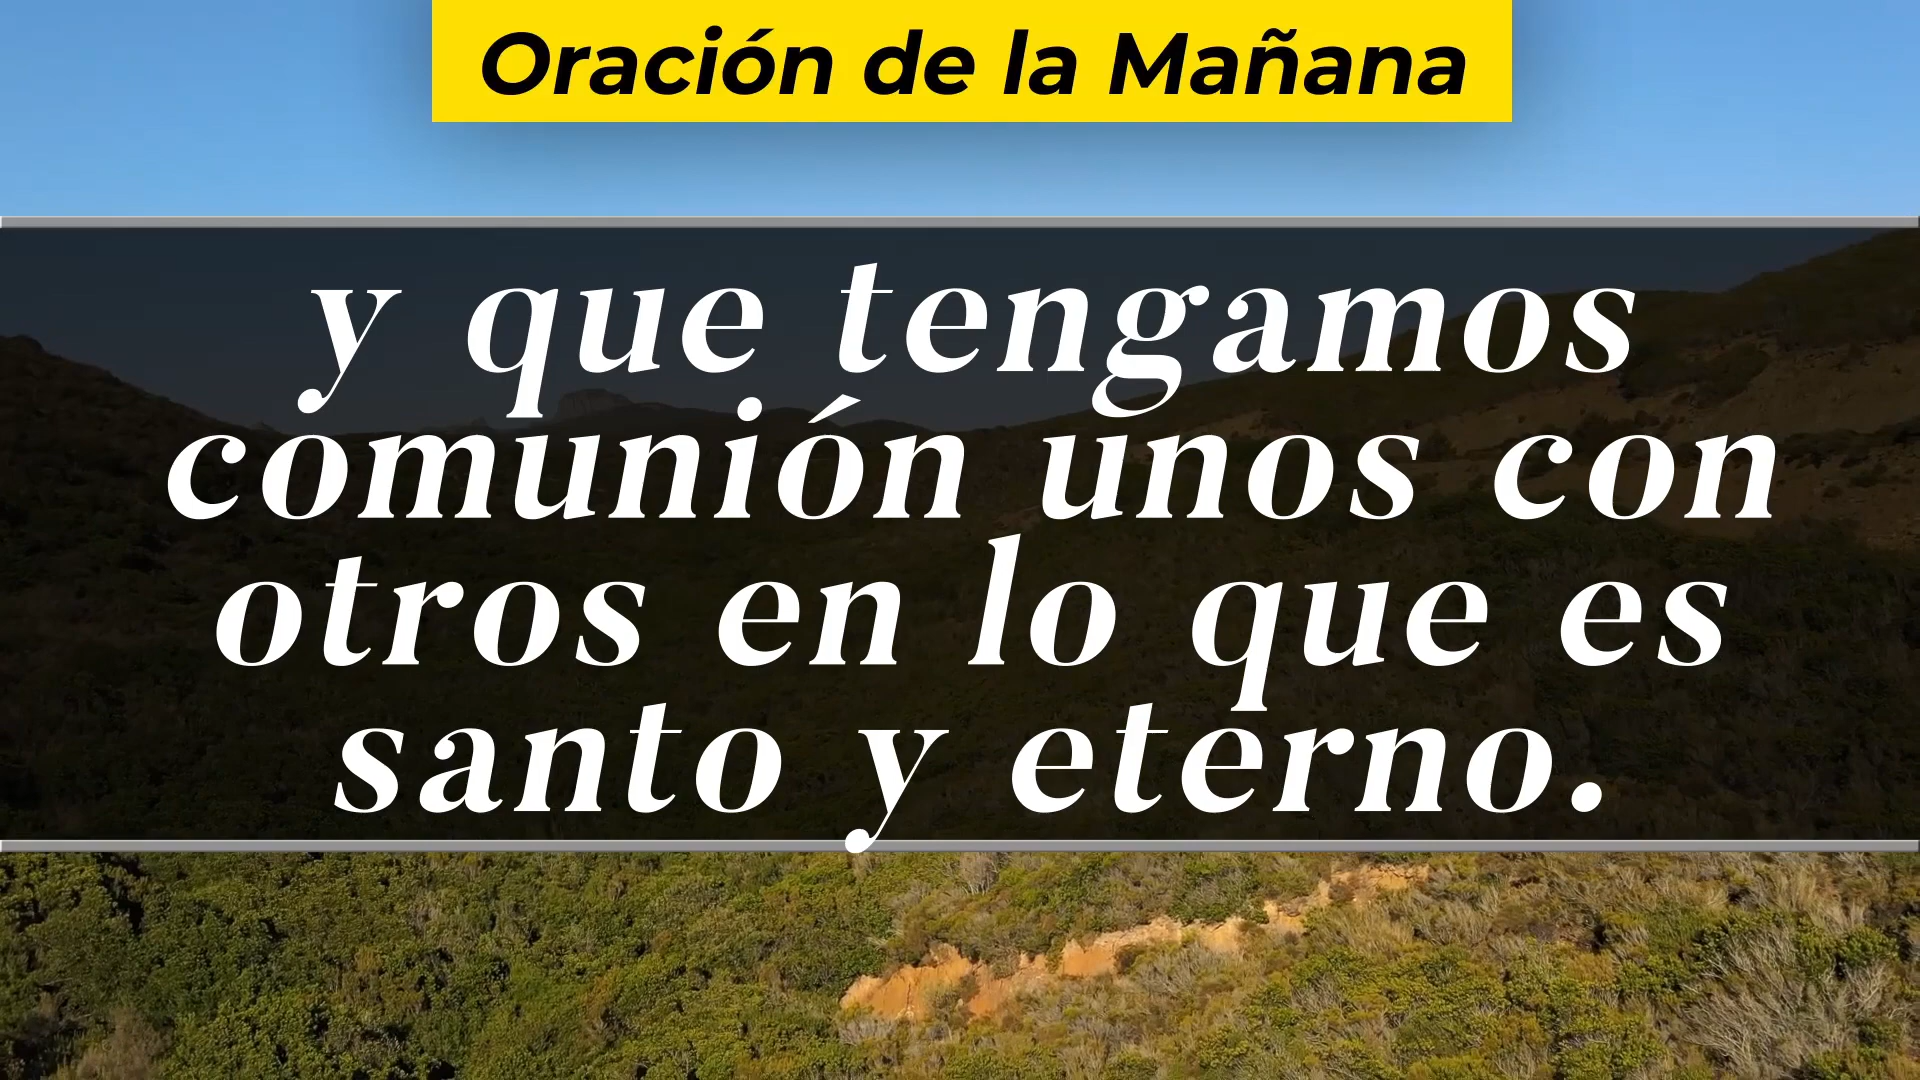 Oración de la Mañana
y que tengamos
comunión unos con
otros en lo que es
santo y eterno.